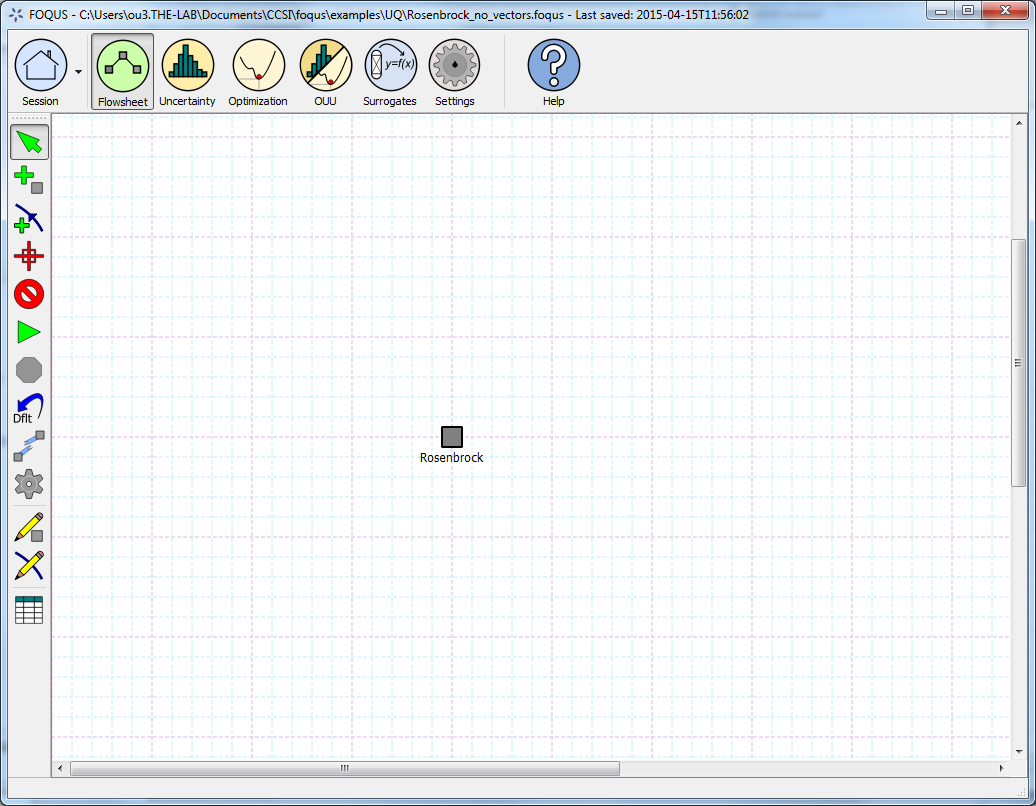 FOQUS - C:\Users\ou3.THE-LAB\Documents\CCSI\foqus\examples\UQ\Rosenbrock_no_vectors.foqus - Last saved: 2015-04-15T11:56:02
y=f(x)
Session
Flowsheet
Uncertainty
Optimization
OUU
Surrogates
Settings
Help
Dflt
Rosenbrock